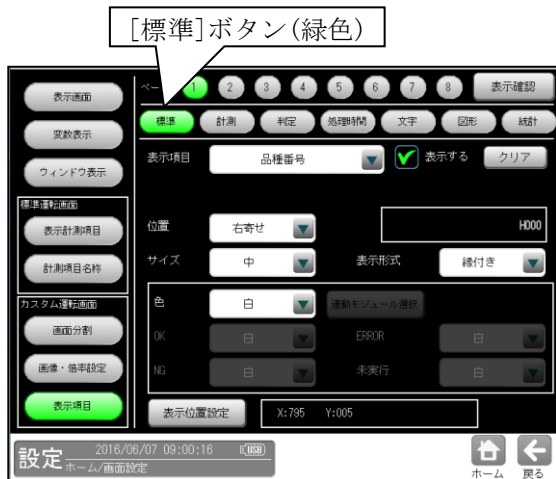 [標準]ボタン(緑色)
ページ 1 2 3 4 5 6 7 8 表示確認
表示画面
変数表示
ウィンドウ表示
標準運転画面
表示計測項目
計測項目名称
カスタム運転画面
画面分割
画像・倍率設定
表示項目
標準 計測 判定 処理時間 文字 図形 統計
表示項目 品種番号 表示する クリア
位置 右寄せ H000
サイズ 中 表示形式 縁付き
色 白 連動モジュール選択
OK 白 ERROR 白
NG 白 未実行 白
表示位置設定 X:795 Y:005
設定 2016/06/07 09:00:16 USB
ホーム/画面設定
ホーム 戻る